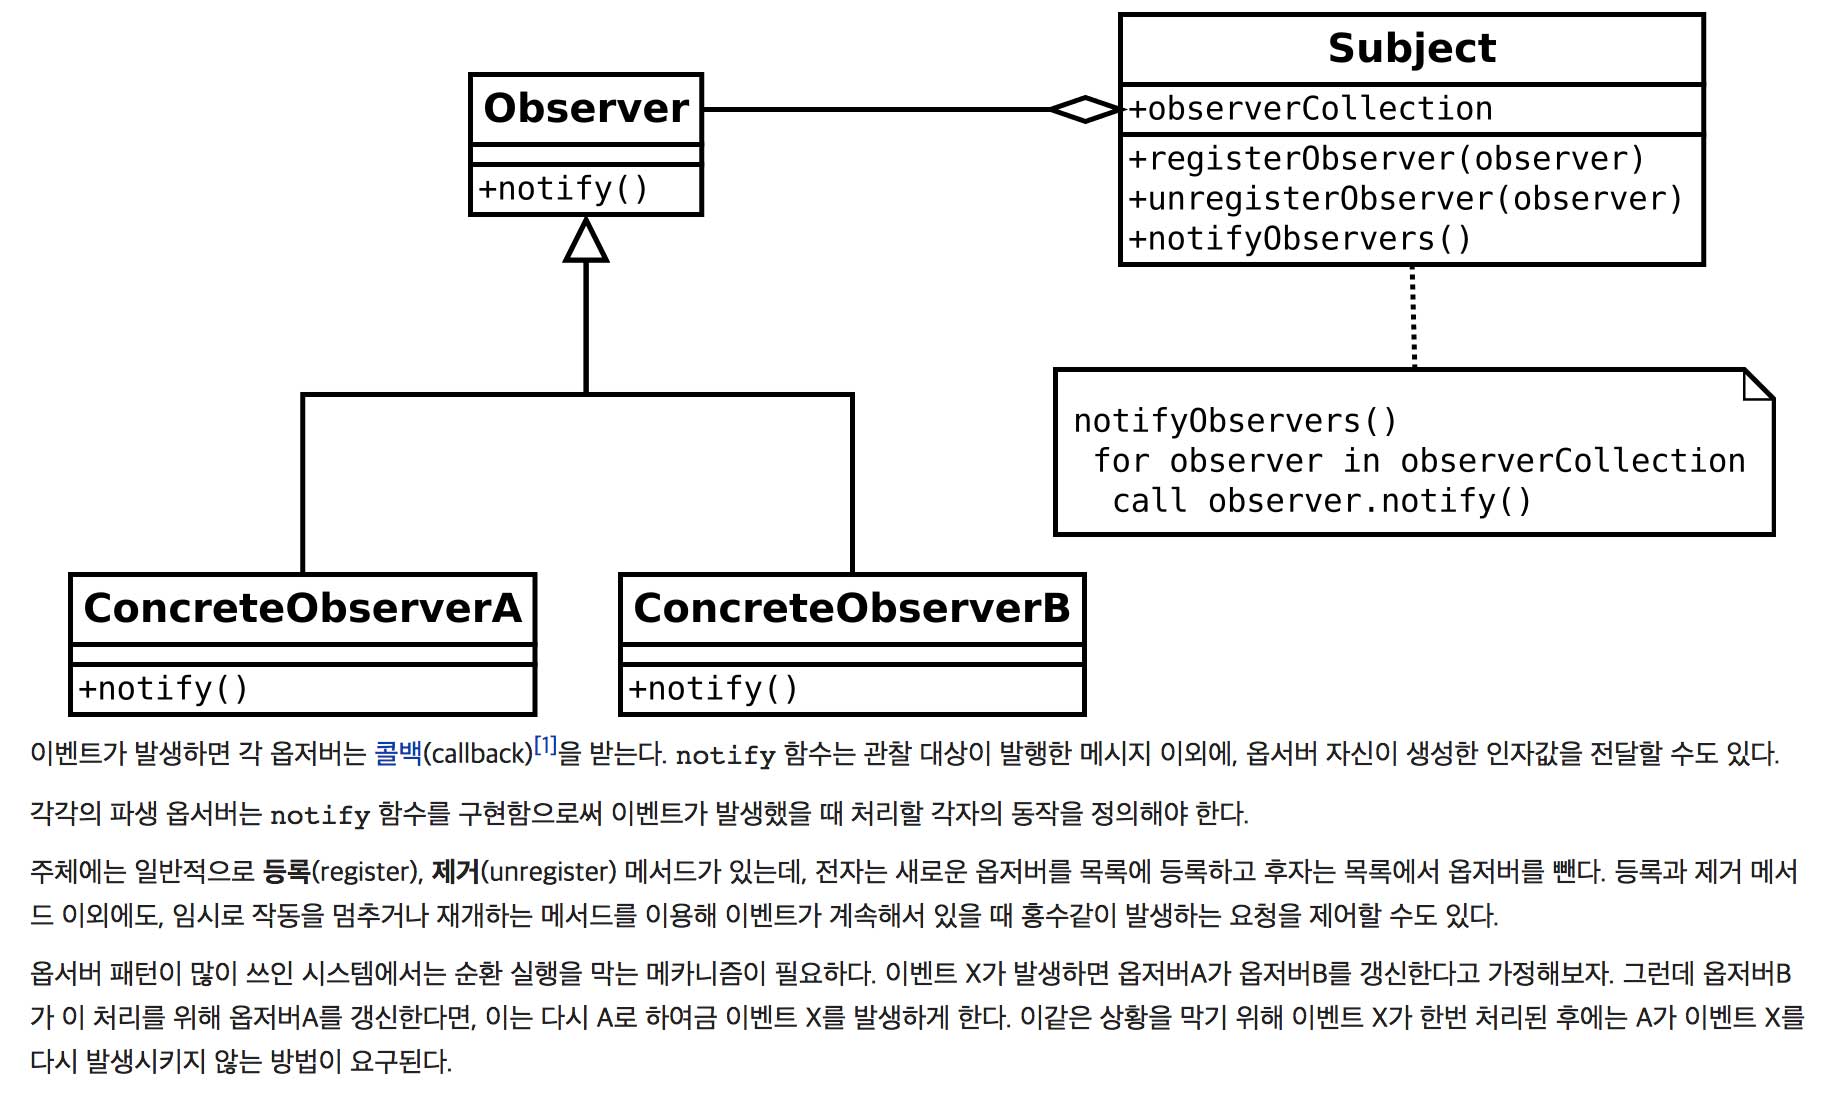 Observer
+notify()
Subject
+observerCollection
+registerObserver(observer)
+unregisterObserver(observer)
+notifyObservers()
notifyObservers()
for observer in observerCollection
call observer.notify()
ConcreteObserverA
+notify()
ConcreteObserverB
+notify()
이벤트가 발생하면 각 옵저버는 콜백(callback)[1]을 받는다. notify 함수는 관찰 대상이 발행한 메시지 이외에, 옵서버 자신이 생성한 인자값을 전달할 수도 있다.
각각의 파생 옵서버는 notify 함수를 구현함으로써 이벤트가 발생했을 때 처리할 각자의 동작을 정의해야 한다.
주체에는 일반적으로 등록(register), 제거(unregister) 메서드가 있는데, 전자는 새로운 옵저버를 목록에 등록하고 후자는 목록에서 옵저버를 뺀다. 등록과 제거 메서
드 이외에도, 임시로 작동을 멈추거나 재개하는 메서드를 이용해 이벤트가 계속해서 있을 때 홍수같이 발생하는 요청을 제어할 수도 있다.
옵서버 패턴이 많이 쓰인 시스템에서는 순환 실행을 막는 메카니즘이 필요하다. 이벤트 X가 발생하면 옵저버A가 옵저버B를 갱신한다고 가정해보자. 그런데 옵저버B
가 이 처리를 위해 옵저버A를 갱신한다면, 이는 다시 A로 하여금 이벤트 X를 발생하게 한다. 이같은 상황을 막기 위해 이벤트 X가 한번 처리된 후에는 A가 이벤트 X를
다시 발생시키지 않는 방법이 요구된다.